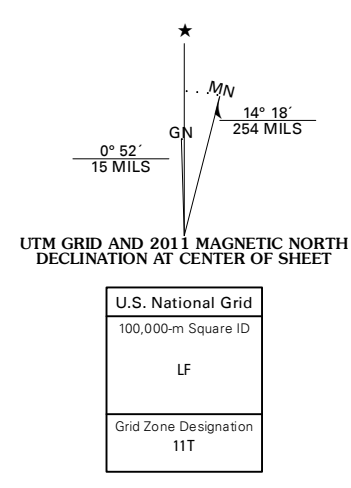 MN
14° 18´
254 MILS
GN
0° 52´
15 MILS
UTM GRID AND 2011 MAGNETIC NORTH
DECLINATION AT CENTER OF SHEET
U.S. National Grid
100,000-m Square ID
LF
Grid Zone Designation
11T